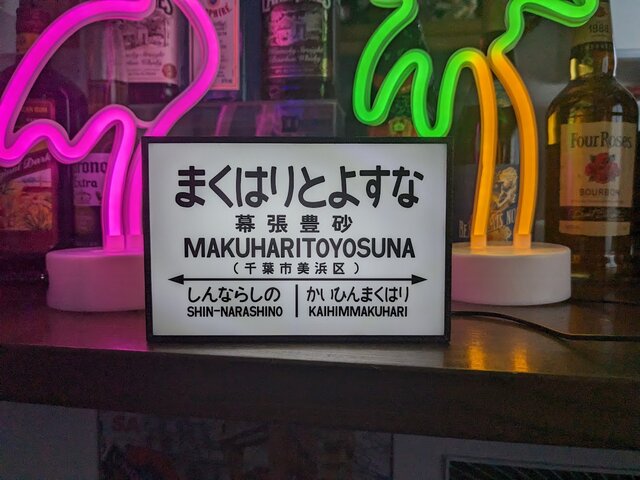 まくはりとよすな
幕張豊砂
MAKUHARITOYOSUNA
(千葉市美浜区)
しんならしの
SHIN-NARASHINO
かいひんまくはり
KAIHIMMAKUHARI
Four Roses
BOURBON
Extra
Dark